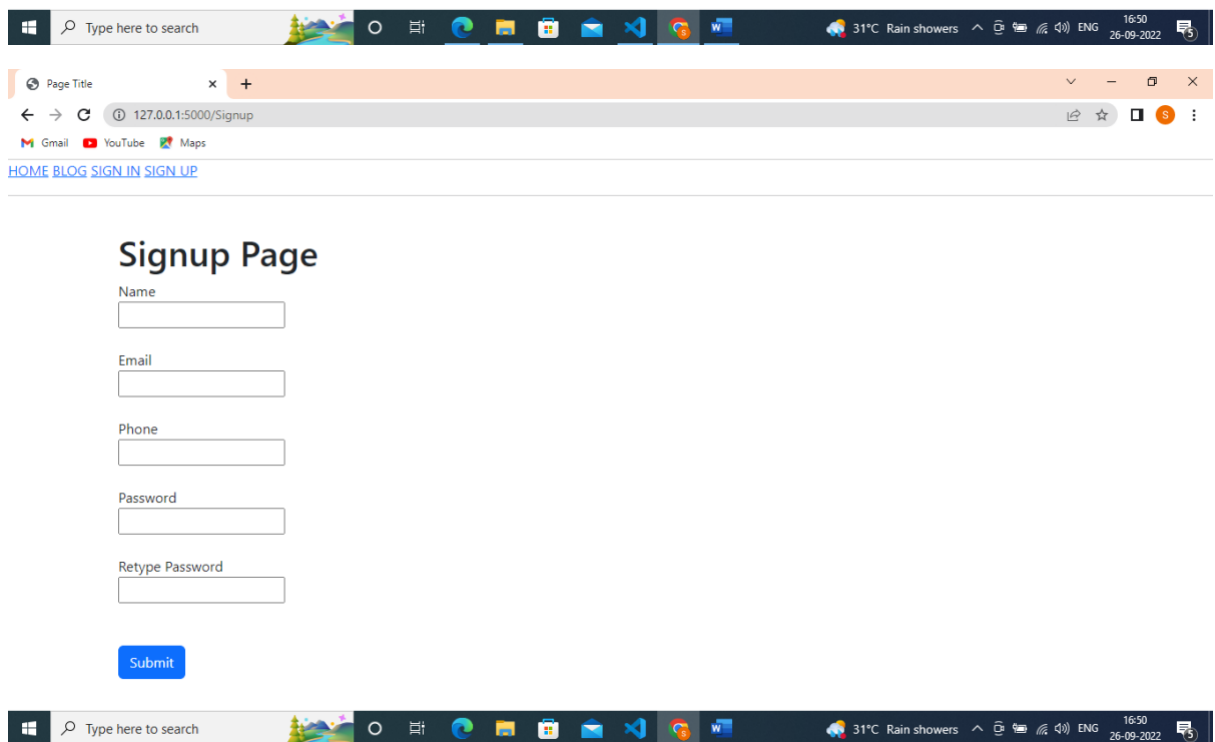 Type here to search 31°C Rain showers ENG 16:50
26-09-2022 5
Page Title
127.0.0.1:5000/Signup S
Gmail YouTube Maps
HOME BLOG SIGN IN SIGN UP
Signup Page
Name
Email
Phone
Password
Retype Password
Submit
Type here to search 31°C Rain showers ENG 16:50
26-09-2022 5